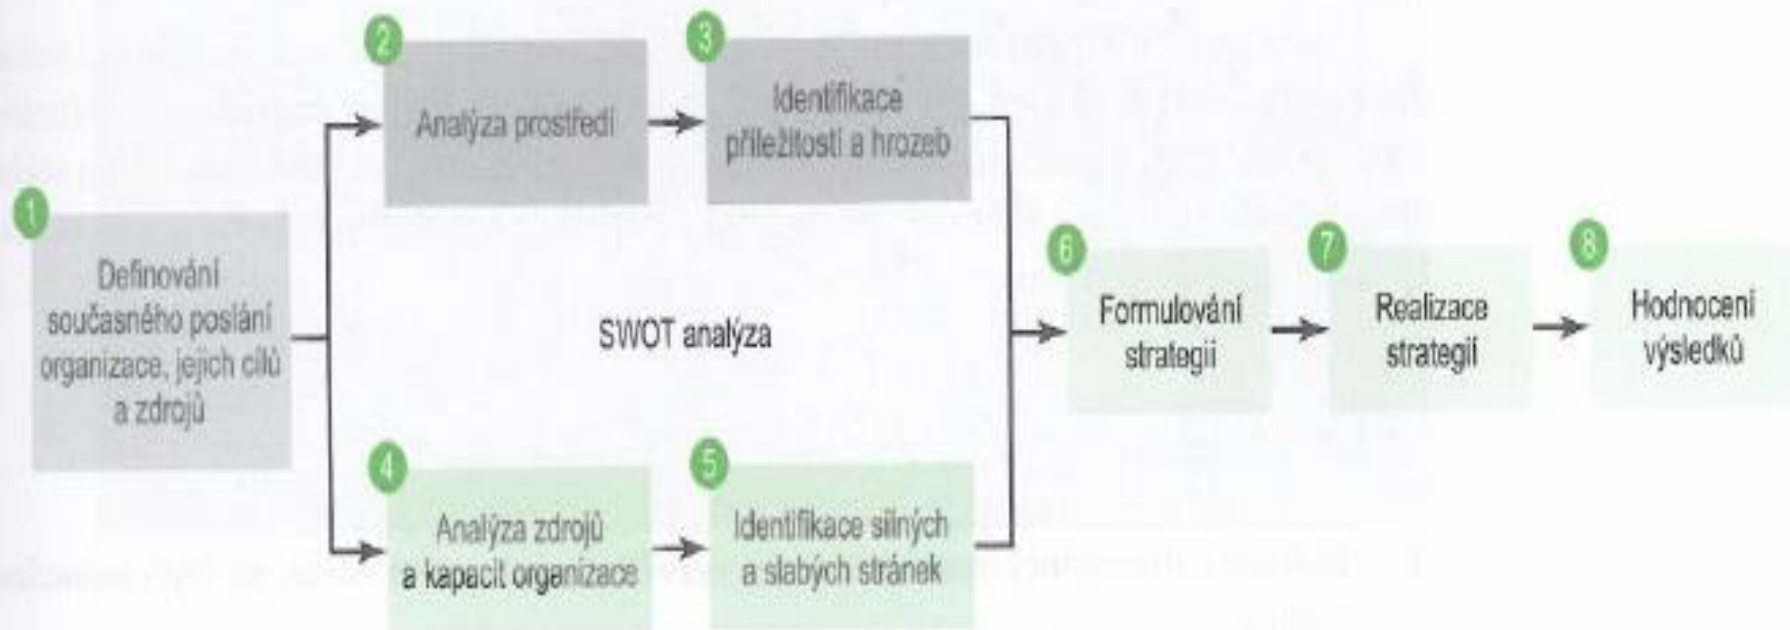 1
Definování
současného poslání
organizace, jejich cílů
a zdrojů
2
Analýza prostředí
3
Identifikace
příležitostí a hrozeb
SWOT analýza
4
Analýza zdrojů
a kapacit organizace
5
Identifikace silných
a slabých stránek
6
Formulování
strategií
7
Realizace
strategií
8
Hodnocení
výsledků